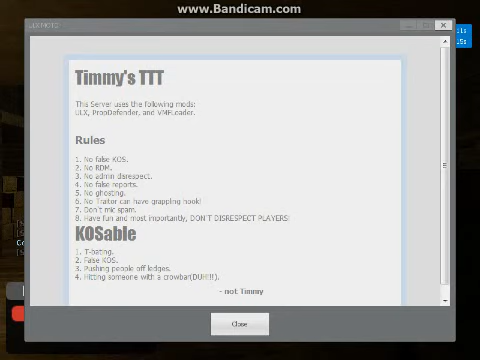 www.Bandicam.com
ULX MOTD
Timmy's TTT
This Server uses the following mods:
ULX, PropDefender, and VMFLoader.
Rules
1. No false KOS.
2. No RDM.
3. No admin disrespect.
4. No false reports.
5. No ghosting.
6. No Traitor can have grappling hook!
7. Don't mic spam.
8. Have fun and most importantly, DON'T DISRESPECT PLAYERS!
KOSable
1. T-bating.
2. False KOS.
3. Pushing people off ledges.
4. Hitting someone with a crowbar(DUH!!!).
- not Timmy
Close